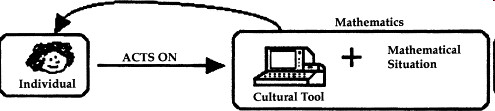 Mathematics
ACTS ON
Mathematical
Situation
Individual
Cultural Tool